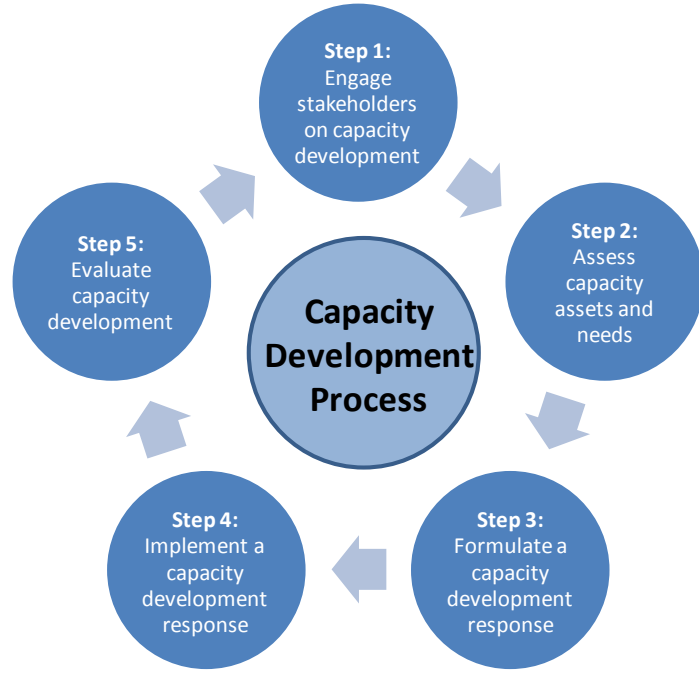 Step 1:
Engage
stakeholders
on capacity
development
Step 2:
Assess
capacity
assets and
needs
Step 3:
Formulate a
capacity
development
response
Step 4:
Implement a
capacity
development
response
Step 5:
Evaluate
capacity
development
Capacity
Development
Process